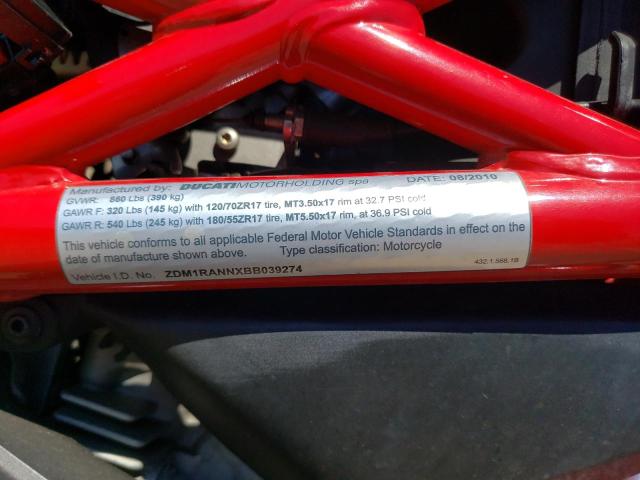 Manufactured by: DUCATIMOTORHOLDING spa DATE: 08/2010
GVWR: 860 Lbs (390 kg)
GAWR F: 320 Lbs (145 kg) with 120/70ZR17 tire, MT3.50x17 rim at 32.7 PSI cold
GAWR R: 540 Lbs (245 kg) with 180/55ZR17 tire, MT5.50x17 rim, at 36.9 PSI cold
This vehicle conforms to all applicable Federal Motor Vehicle Standards in effect on the
date of manufacture shown above. Type classification: Motorcycle
Vehicle I.D. No. ZDM1RANNXBB039274
432.1.568.1B